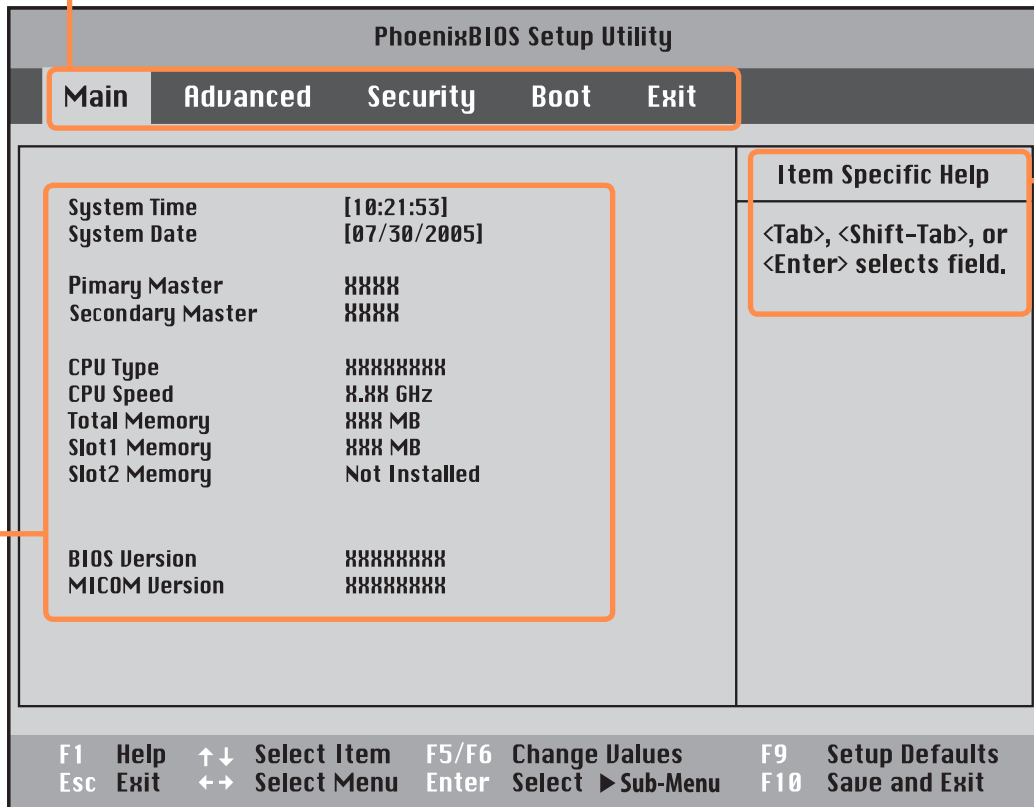 PhoenixBIOS Setup Utility
Main Advanced Security Boot Exit
Item Specific Help
<Tab>, <Shift-Tab>, or
<Enter> selects field.
System Time [10:21:53]
System Date [07/30/2005]
Pimary Master XXXX
Secondary Master XXXX
CPU Type XXXXXXXX
CPU Speed X.XX GHz
Total Memory XXX MB
Slot1 Memory XXX MB
Slot2 Memory Not Installed
BIOS Version XXXXXXXX
MICOM Version XXXXXXXX
F1 Help ↑↓ Select Item F5/F6 Change Values F9 Setup Defaults
Esc Exit ←→ Select Menu Enter Select ▶ Sub-Menu F10 Save and Exit